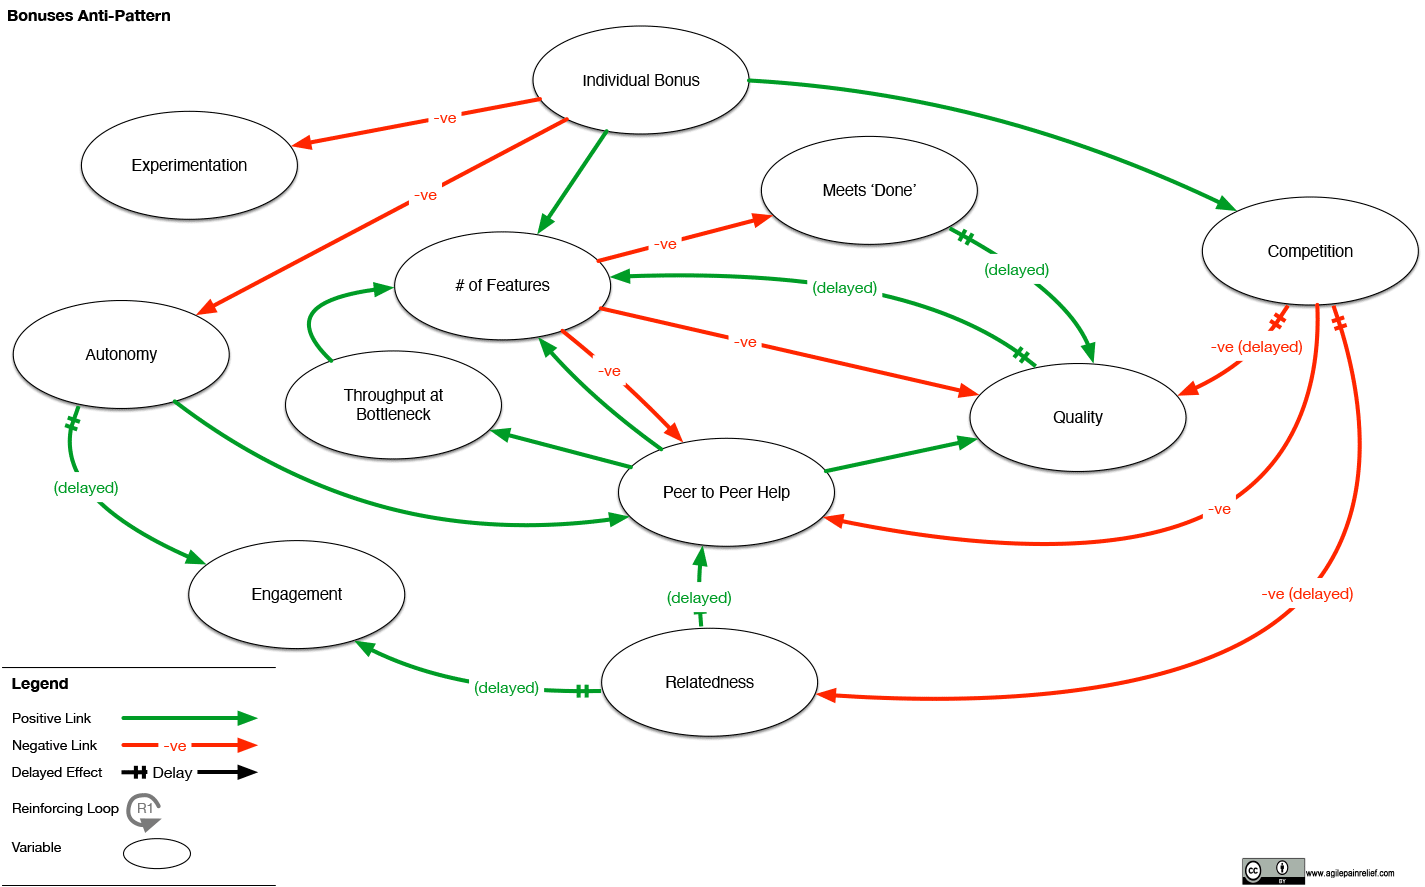 Bonuses Anti-Pattern
Individual Bonus
-ve
Experimentation
-ve
Meets ‘Done’
-ve
Competition
# of Features
(delayed)
(delayed)
-ve
-ve (delayed)
Autonomy
-ve
Throughput at
Bottleneck
Quality
(delayed)
Peer to Peer Help
-ve
Engagement
(delayed)
-ve (delayed)
(delayed)
Relatedness
Legend
Positive Link
Negative Link
-ve
Delayed Effect
Delay
Reinforcing Loop
R1
Variable
cc
BY
www.agilepainrelief.com